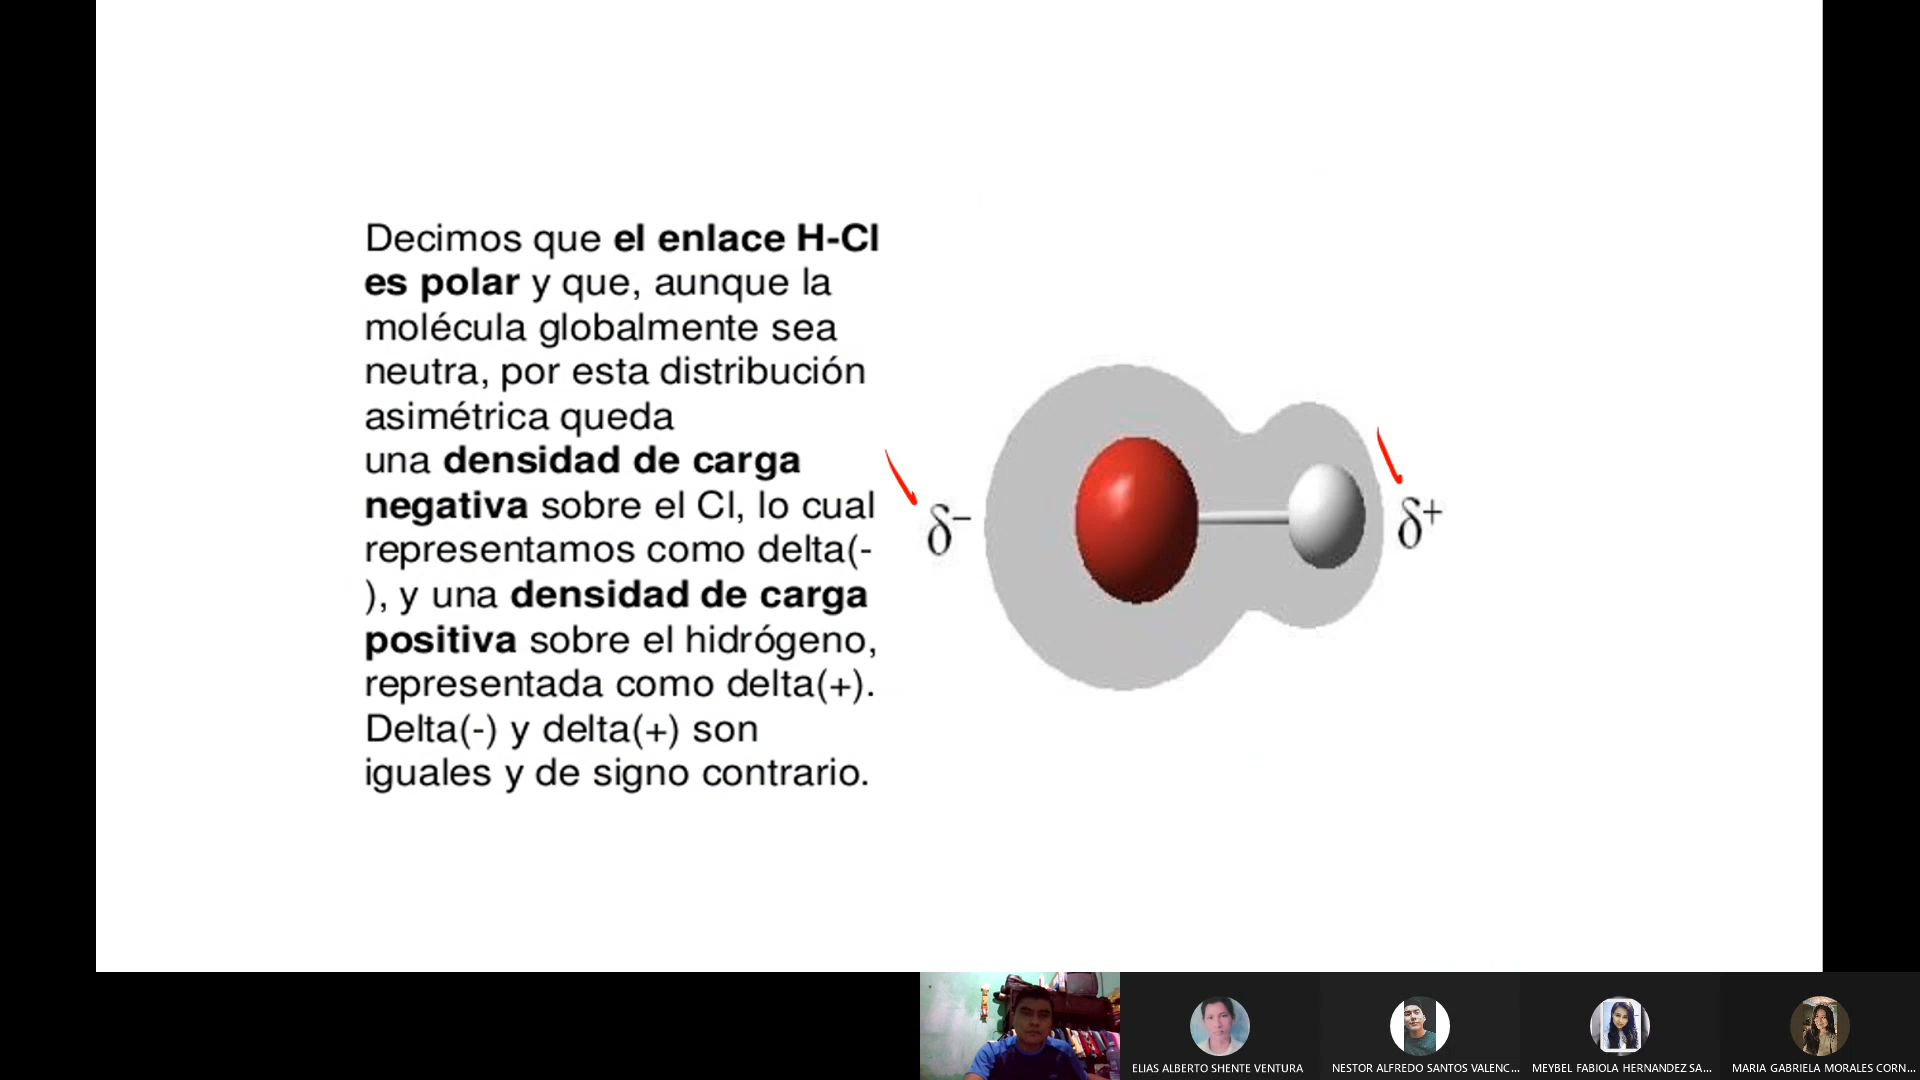 Decimos que el enlace H-Cl
es polar y que, aunque la
molécula globalmente sea
neutra, por esta distribución
asimétrica queda
una densidad de carga
negativa sobre el Cl, lo cual
representamos como delta(-
), y una densidad de carga
positiva sobre el hidrógeno,
representada como delta(+).
Delta(-) y delta(+) son
iguales y de signo contrario.
δ−
δ+
ELIAS ALBERTO SHENTE VENTURA
NESTOR ALFREDO SANTOS VALENC...
MEYBEL FABIOLA HERNANDEZ SA...
MARIA GABRIELA MORALES CORN...